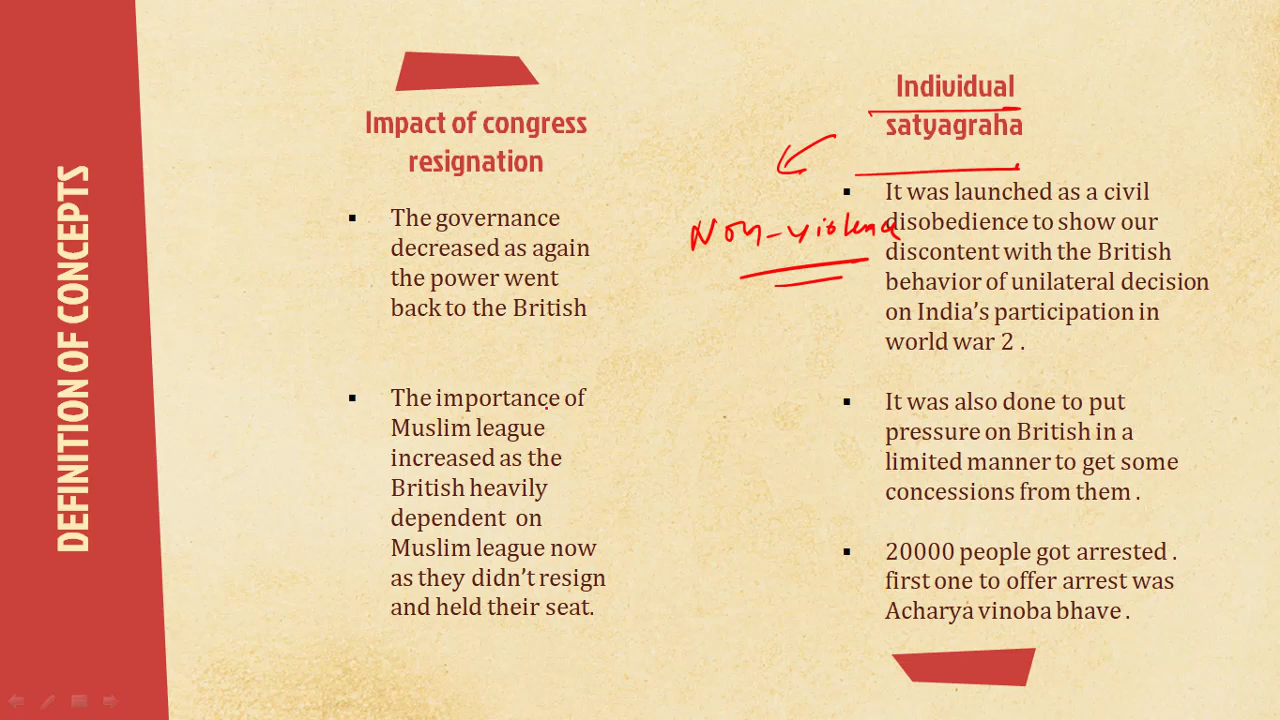 DEFINITION OF CONCEPTS
Impact of congress
resignation
The governance
decreased as again
the power went
back to the British
The importance of
Muslim league
increased as the
British heavily
dependent on
Muslim league now
as they didn't resign
and held their seat.
Non-violence
Individual
satyagraha
It was launched as a civil
disobedience to show our
discontent with the British
behavior of unilateral decision
on India's participation in
world war 2 .
It was also done to put
pressure on British in a
limited manner to get some
concessions from them .
20000 people got arrested .
first one to offer arrest was
Acharya vinoba bhave .